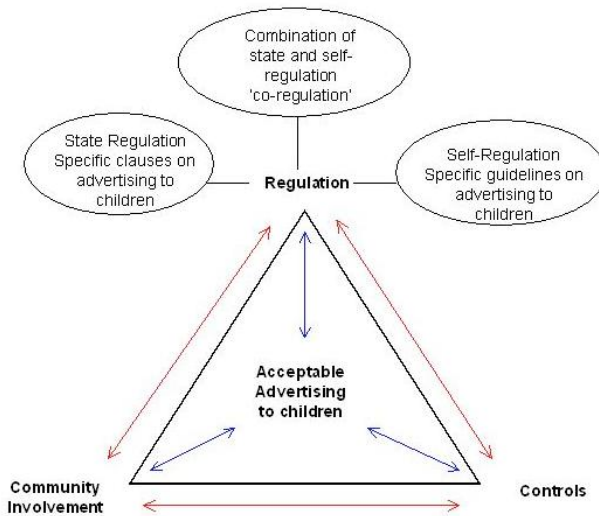 Combination of
state and self-
regulation
'co-regulation'
State Regulation
Specific clauses on
advertising to
children
Self-Regulation
Specific guidelines on
advertising to
children
Regulation
Acceptable
Advertising
to children
Community
Involvement
Controls